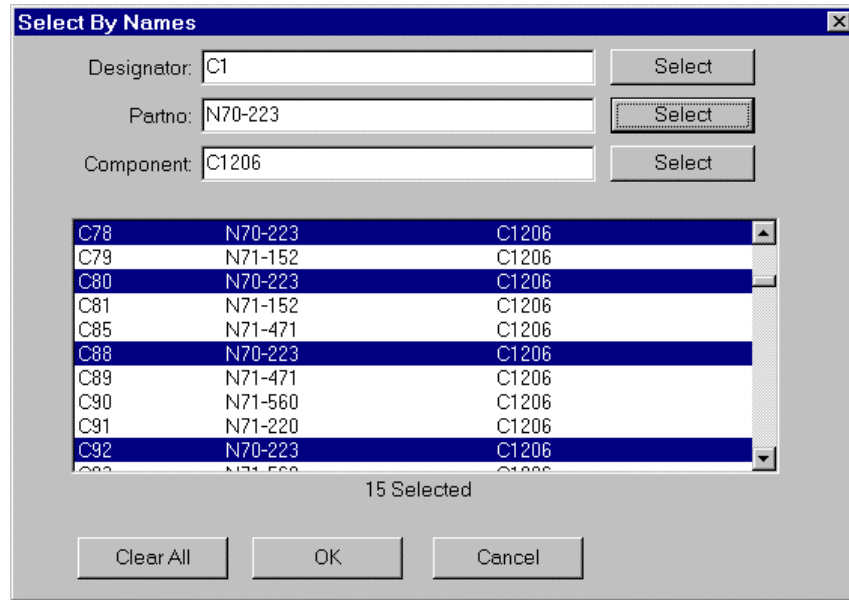 Select By Names
Designator: C1 Select
Partno: N70-223 Select
Component: C1206 Select
C78 N70-223 C1206
C79 N71-152 C1206
C80 N70-223 C1206
C81 N71-152 C1206
C85 N71-471 C1206
C88 N70-223 C1206
C89 N71-471 C1206
C90 N71-560 C1206
C91 N71-220 C1206
C92 N70-223 C1206
15 Selected
Clear All OK Cancel